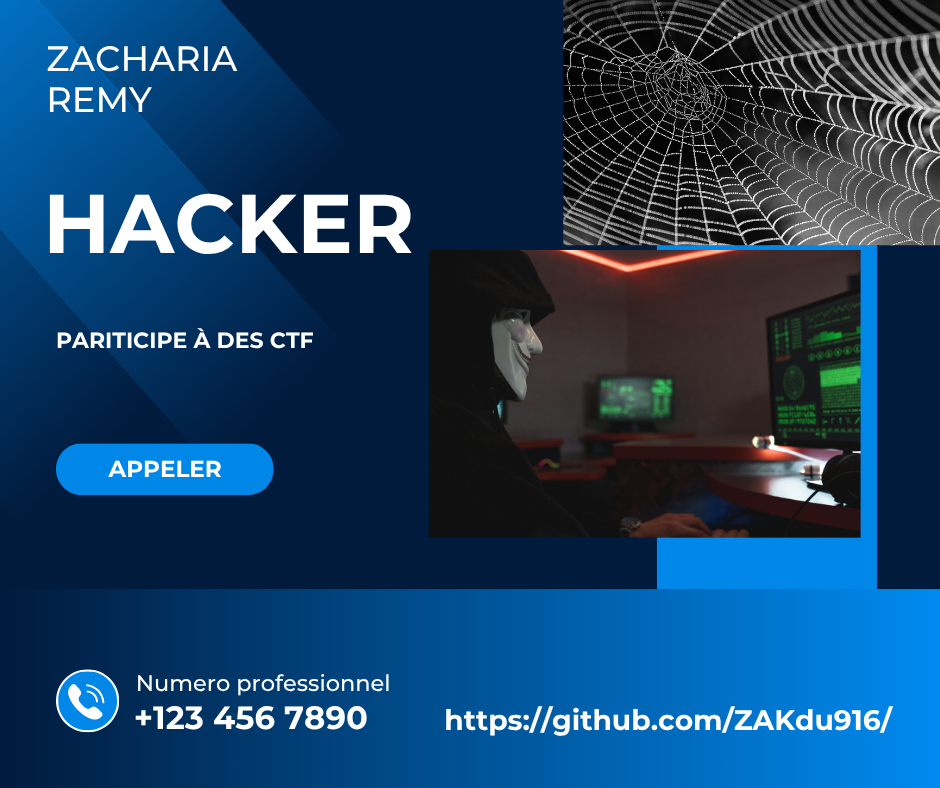 ZACHARIA
REMY
HACKER
PARITICIPE À DES CTF
APPELER
Numero professionnel
+123 456 7890
https://github.com/ZAKdu916/